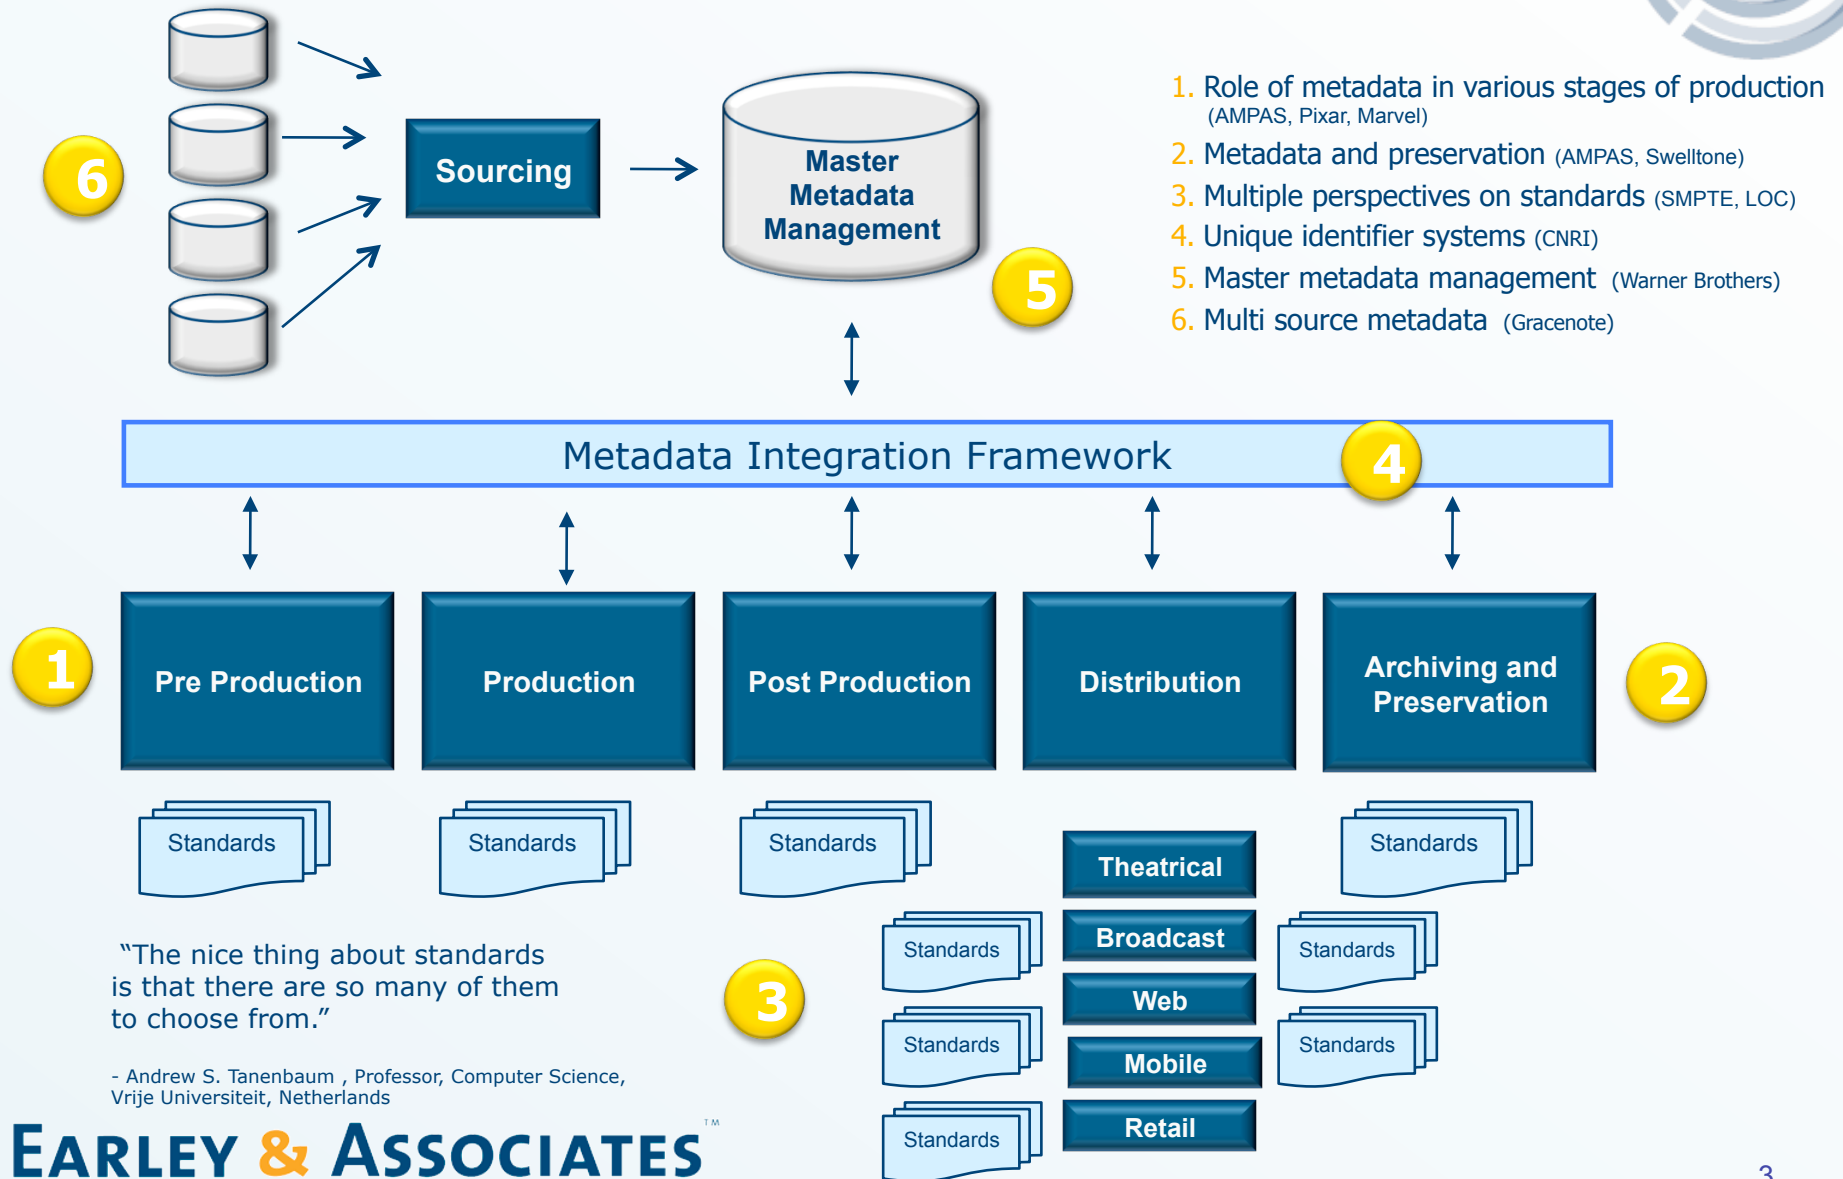 6
Sourcing
Master
Metadata
Management
5
1. Role of metadata in various stages of production
(AMPAS, Pixar, Marvel)
2. Metadata and preservation (AMPAS, Swelltone)
3. Multiple perspectives on standards (SMPTE, LOC)
4. Unique identifier systems (CNRI)
5. Master metadata management (Warner Brothers)
6. Multi source metadata (Gracenote)
Metadata Integration Framework
4
1
Pre Production
Production
Post Production
Distribution
Archiving and
Preservation
2
Standards
Standards
Standards
Standards
Theatrical
Broadcast
Web
Mobile
Retail
Standards
Standards
Standards
Standards
Standards
3
“The nice thing about standards
is that there are so many of them
to choose from.”
- Andrew S. Tanenbaum , Professor, Computer Science,
Vrije Universiteit, Netherlands
EARLEY & ASSOCIATES™
3